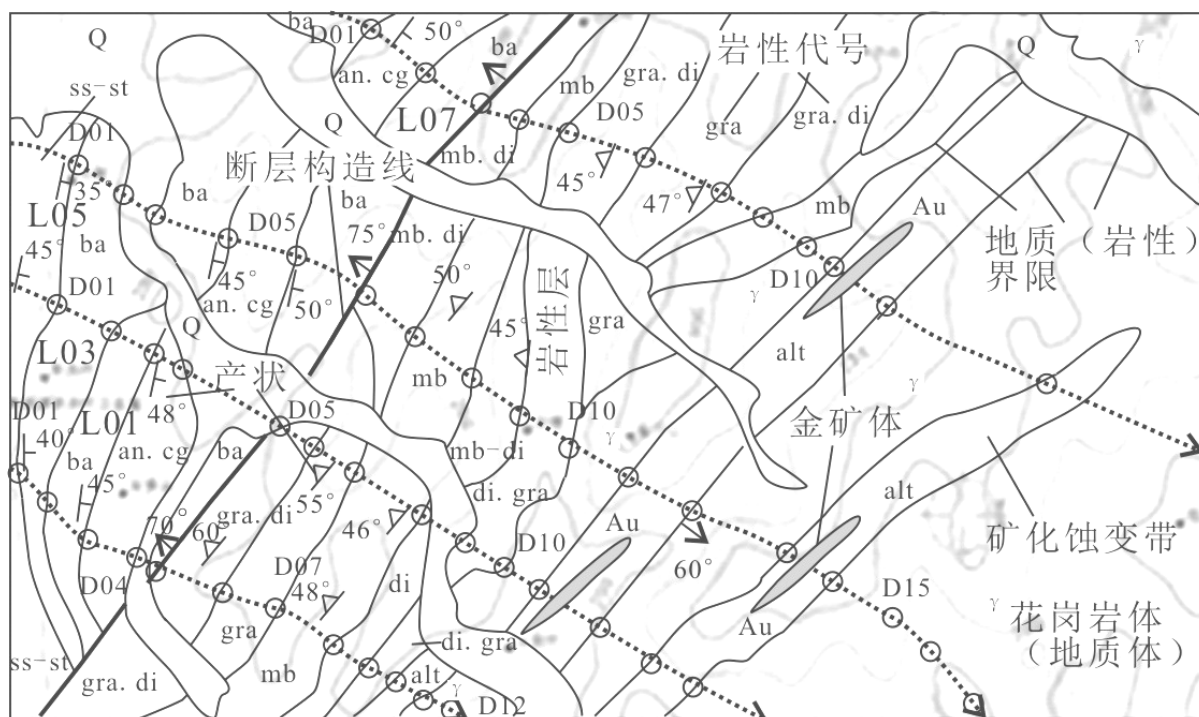 ba
D01
50°
ba
岩性代号
Q
γ
Q
an. cg
mb
gra. di
ss-st
L07
D05
gra
gra. di
D01
Q
mb. di
35°
ba
断层构造线
45°
47°
mb
Au
L05
D05
ba
地质（岩性）
界限
45°
ba
75°
mb. di
D10
45°
an. cg
50°
50°
γ
D01
岩性层
gra
Q
45°
L03
产状
mb
alt
γ
D01
48°
D05
D10
金矿体
40°
L01
an. cg
ba
γ
ba
mb-di
alt
45°
55°
di. gra
70°
60°
gra. di
46°
Au
矿化蚀变带
D10
60°
D04
D07
48°
di
D15
gra
Au
γ
花岗岩体
（地质体）
ss-st
gra. di
mb
di. gra
alt
γ
D12